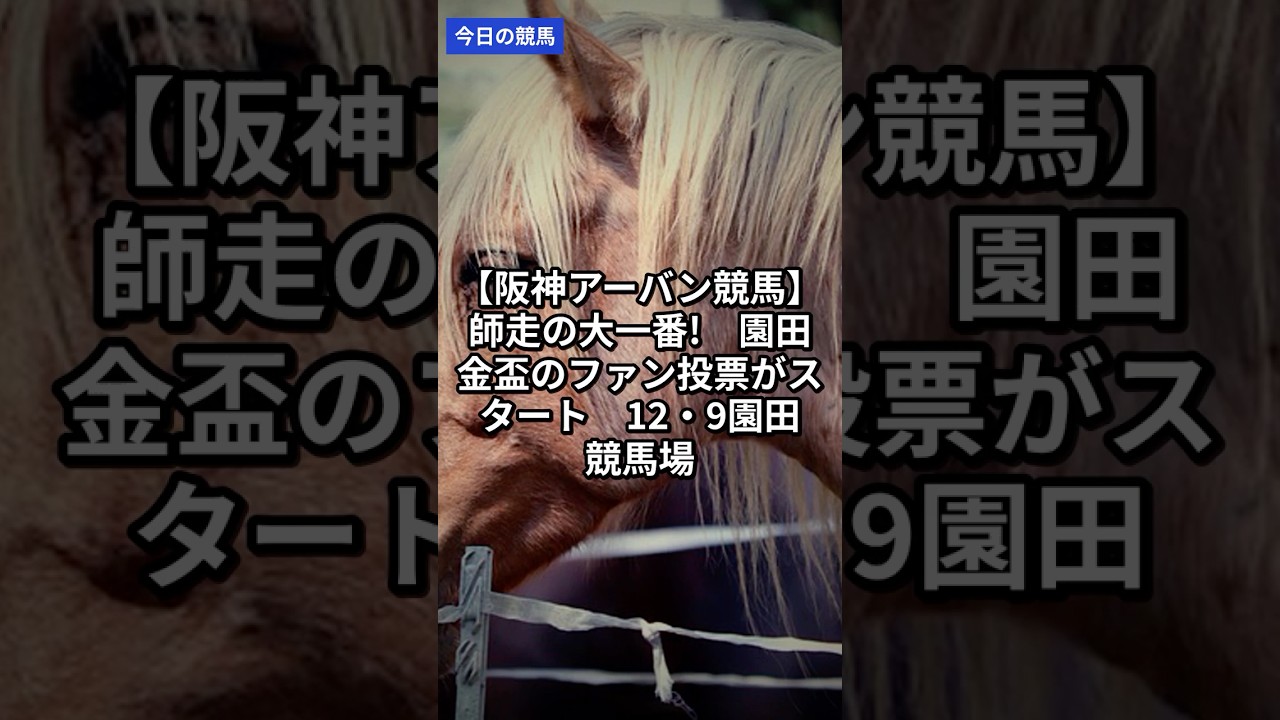 今日の競馬
【阪神アーバン競馬】
師走の大一番!　園田
金盃のファン投票がス
タート　12・9園田
競馬場